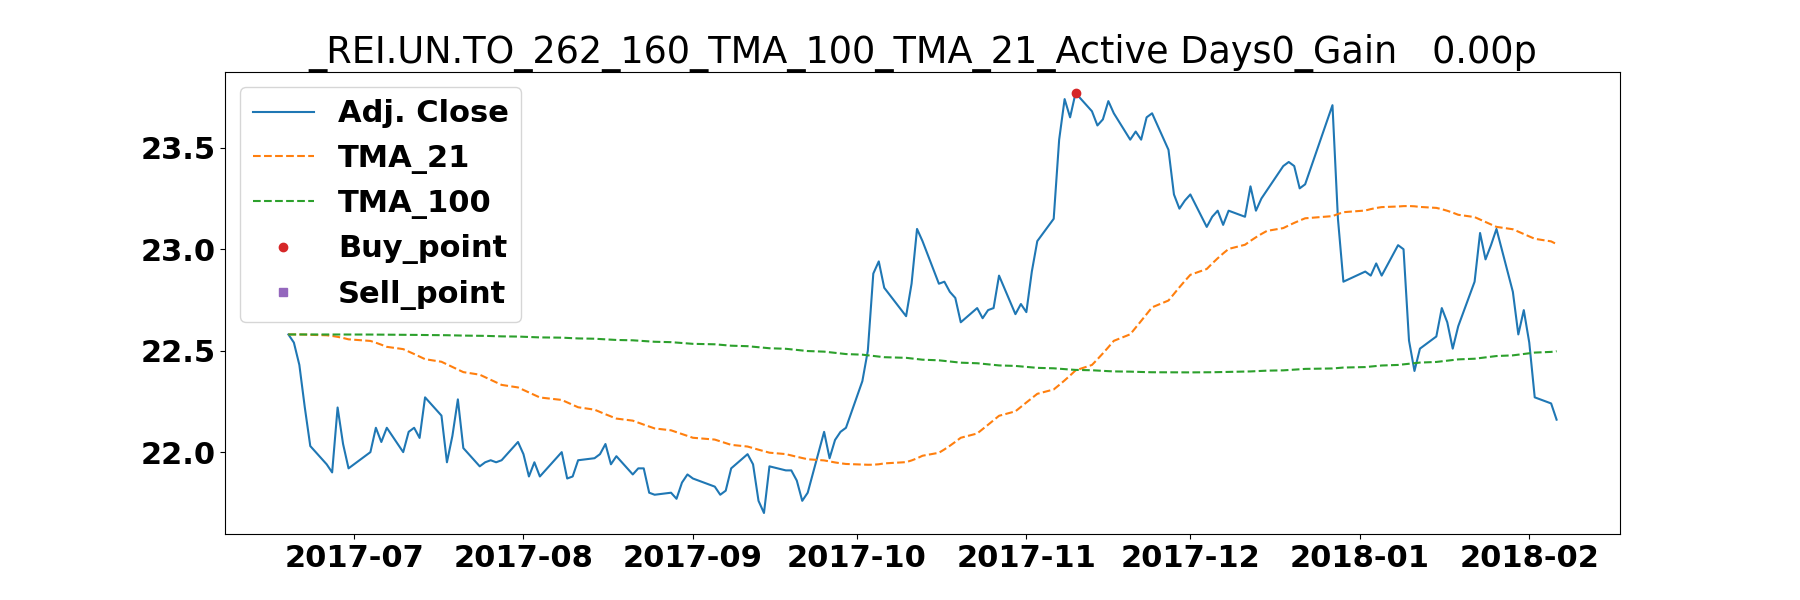 _REI.UN.TO_262_160_TMA_100_TMA_21_Active Days0_Gain   0.00p
Adj. Close
TMA_21
TMA_100
Buy_point
Sell_point
23.5
23.0
22.5
22.0
2017-07 2017-08 2017-09 2017-10 2017-11 2017-12 2018-01 2018-02